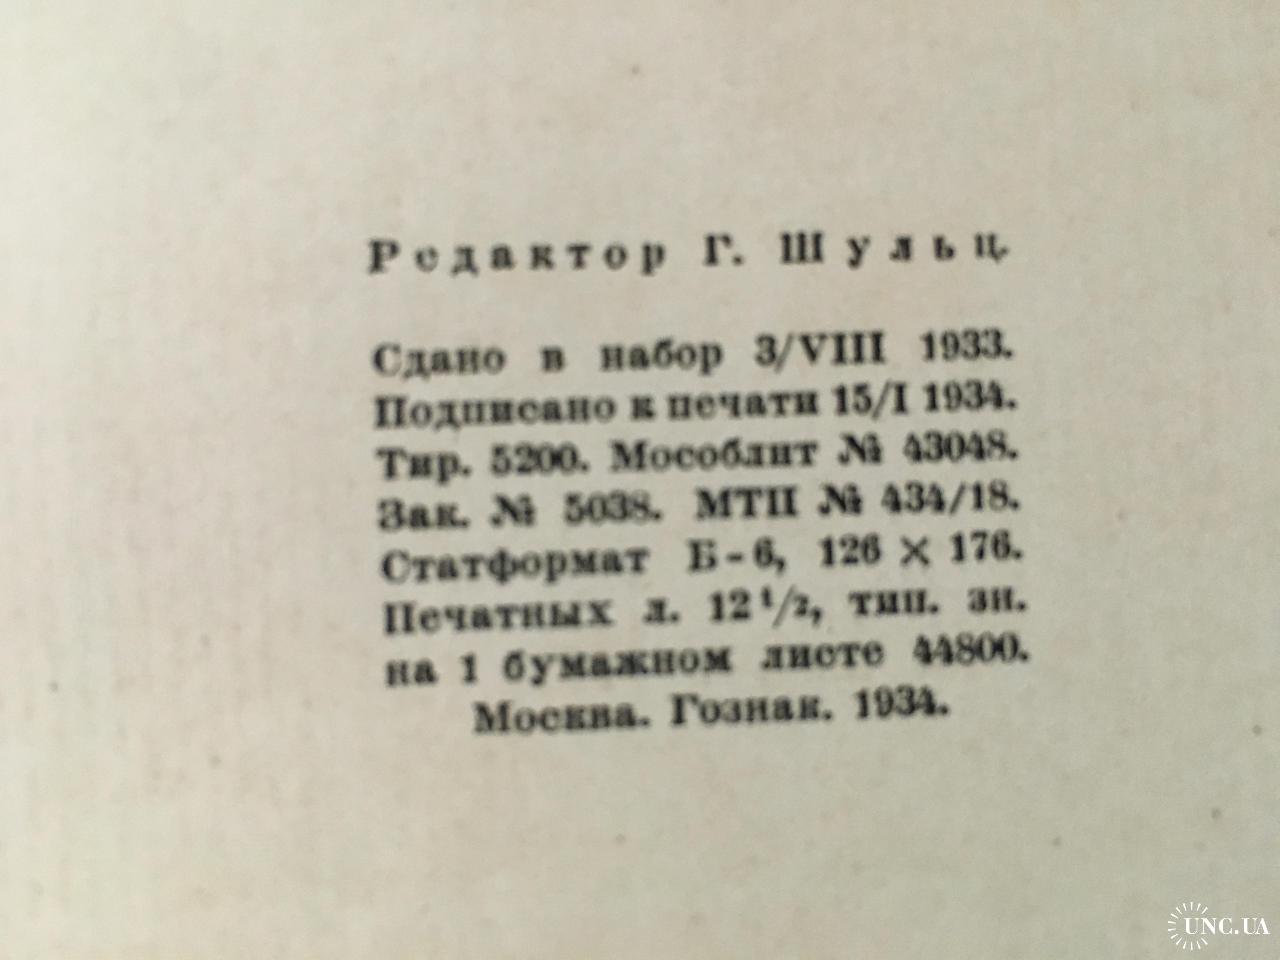 Редактор Г. Шульц.
Сдано в набор 3/VIII 1933.
Подписано к печати 15/I 1934.
Тир. 5200. Мособлит № 43048.
Зак. № 5038. МТП № 434/18.
Статформат Б-6, 126 × 176.
Печатных л. 12 1/2, тип. зн.
на 1 бумажном листе 44800.
Москва. Гознак. 1934.
UNC.UA